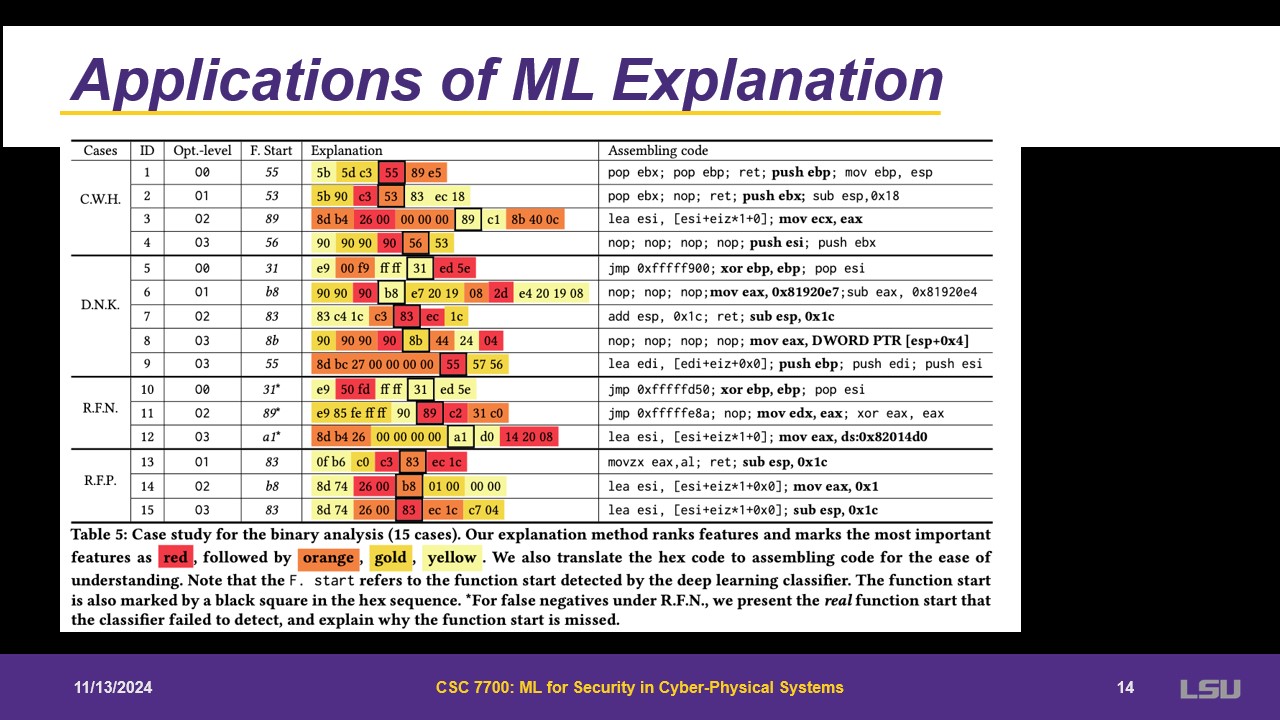 Applications of ML Explanation
Cases ID Opt.-level F. Start Explanation Assembling code
C.W.H.
1 O0 55 5b 5d c3 55 89 e5 pop ebx; pop ebp; ret; push ebp; mov ebp, esp
2 O1 53 5b 90 c3 53 83 ec 18 pop ebx; nop; ret; push ebx; sub esp,0x18
3 O2 89 8d b4 26 00 00 00 00 89 c1 8b 40 0c lea esi, [esi+eiz*1+0]; mov ecx, eax
4 O3 56 90 90 90 90 56 53 nop; nop; nop; nop; push esi; push ebx
D.N.K.
5 O0 31 e9 00 f9 ff ff 31 ed 5e jmp 0xfffff900; xor ebp, ebp; pop esi
6 O1 b8 90 90 90 b8 e7 20 19 08 2d e4 20 19 08 nop; nop; nop;mov eax, 0x81920e7;sub eax, 0x81920e4
7 O2 83 83 c4 1c c3 83 ec 1c add esp, 0x1c; ret; sub esp, 0x1c
8 O3 8b 90 90 90 90 8b 44 24 04 nop; nop; nop; nop; mov eax, DWORD PTR [esp+0x4]
9 O3 55 8d bc 27 00 00 00 00 55 57 56 lea edi, [edi+eiz+0x0]; push ebp; push edi; push esi
R.F.N.
10 O0 31* e9 50 fd ff ff 31 ed 5e jmp 0xfffffd50; xor ebp, ebp; pop esi
11 O2 89* e9 85 fe ff ff 90 89 c2 31 c0 jmp 0xfffffe8a; nop; mov edx, eax; xor eax, eax
12 O3 a1* 8d b4 26 00 00 00 00 a1 d0 14 20 08 lea esi, [esi+eiz*1+0]; mov eax, ds:0x82014d0
R.F.P.
13 O1 83 0f b6 c0 c3 83 ec 1c movzx eax,al; ret; sub esp, 0x1c
14 O2 b8 8d 74 26 00 b8 01 00 00 00 lea esi, [esi+eiz*1+0x0]; mov eax, 0x1
15 O3 83 8d 74 26 00 83 ec 1c c7 04 lea esi, [esi+eiz*1+0x0]; sub esp, 0x1c
Table 5: Case study for the binary analysis (15 cases). Our explanation method ranks features and marks the most important
features as red, followed by orange, gold, yellow. We also translate the hex code to assembling code for the ease of
understanding. Note that the F. start refers to the function start detected by the deep learning classifier. The function start
is also marked by a black square in the hex sequence. *For false negatives under R.F.N., we present the real function start that
the classifier failed to detect, and explain why the function start is missed.
11/13/2024 CSC 7700: ML for Security in Cyber-Physical Systems 14 LSU